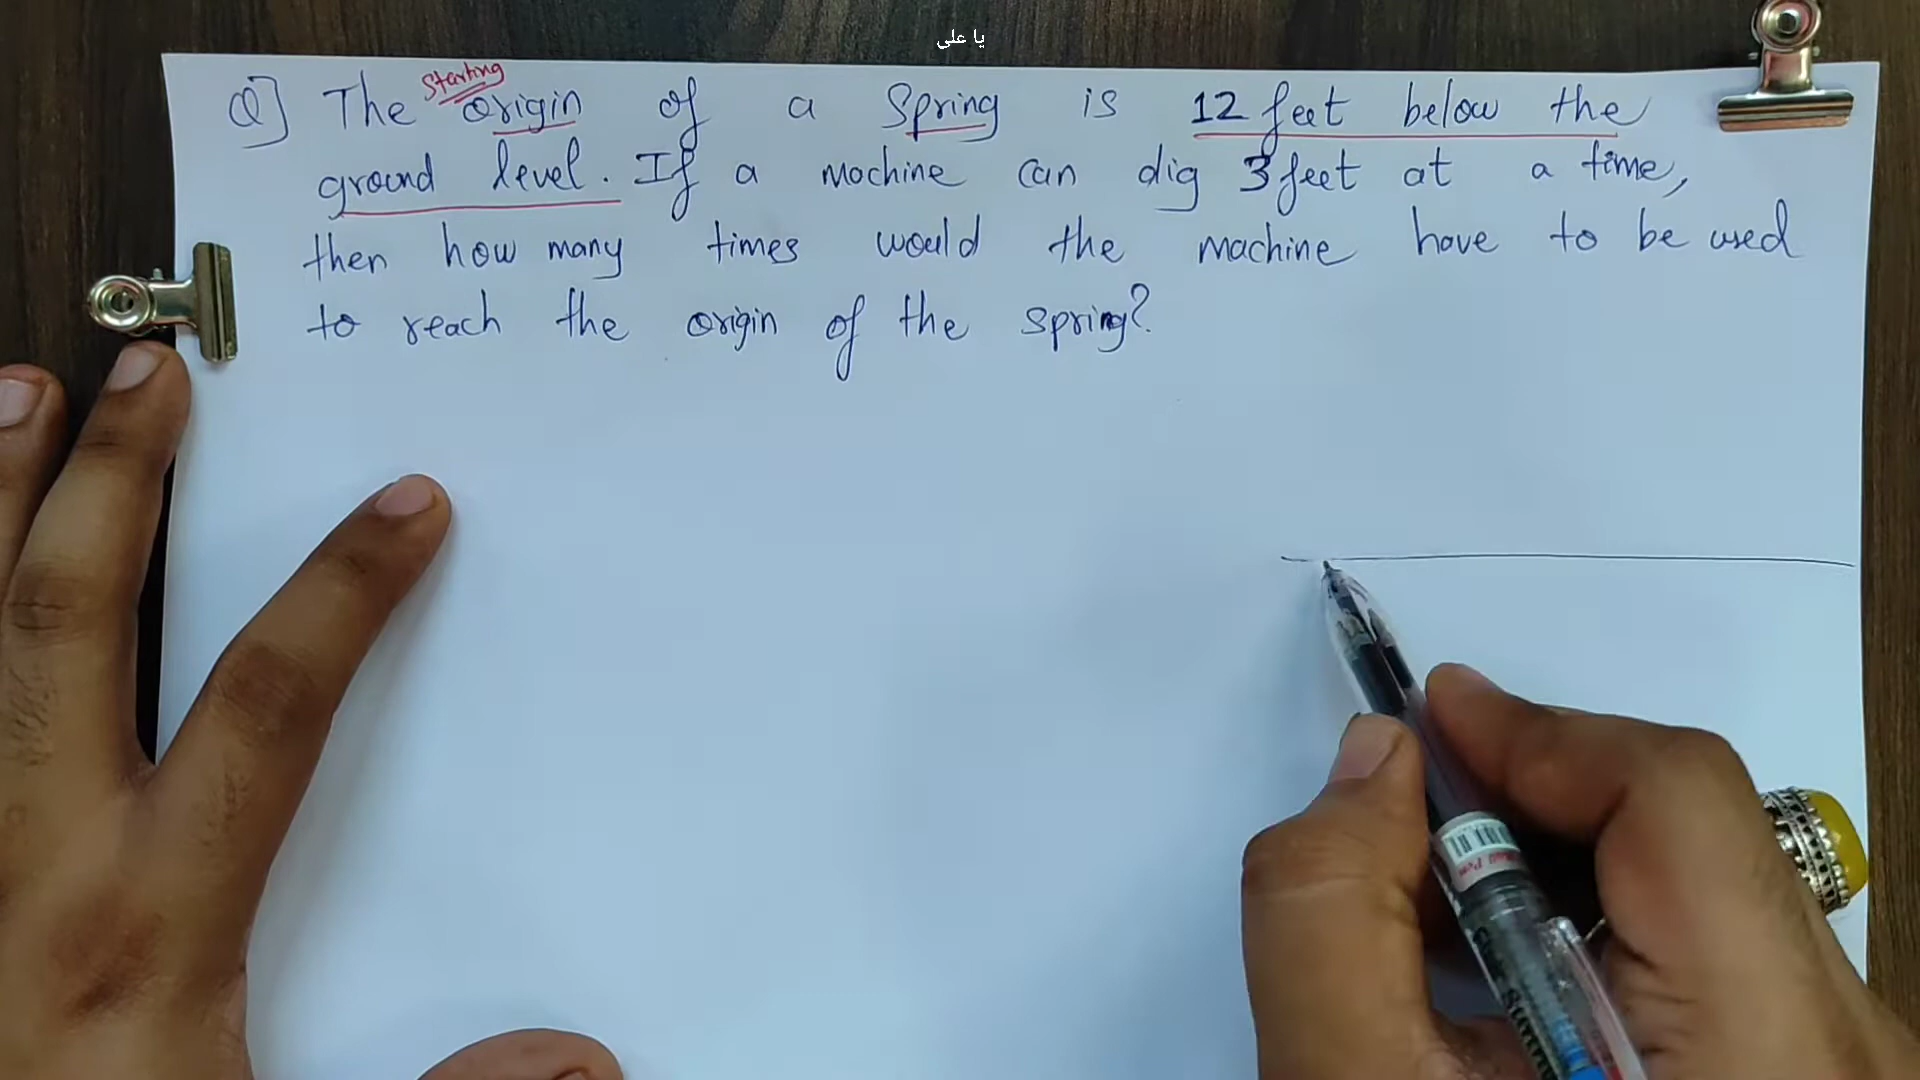 يا على
Starting
Q] The origin of a spring is 12 feet below the
ground level. If a machine can dig 3 feet at a time,
then how many times would the machine have to be used
to reach the origin of the spring?